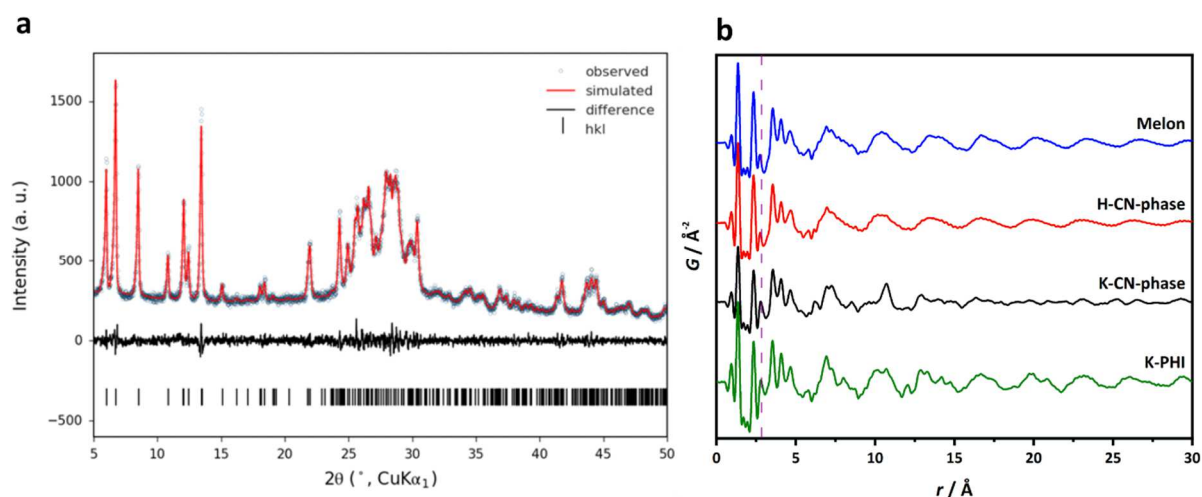 a
observed
simulated
difference
hkl
1500
1000
500
0
−500
Intensity (a. u.)
5 10 15 20 25 30 35 40 45 50
2θ (°, CuKα₁)
b
Melon
H-CN-phase
K-CN-phase
K-PHI
G / Å⁻²
0 5 10 15 20 25 30
r / Å